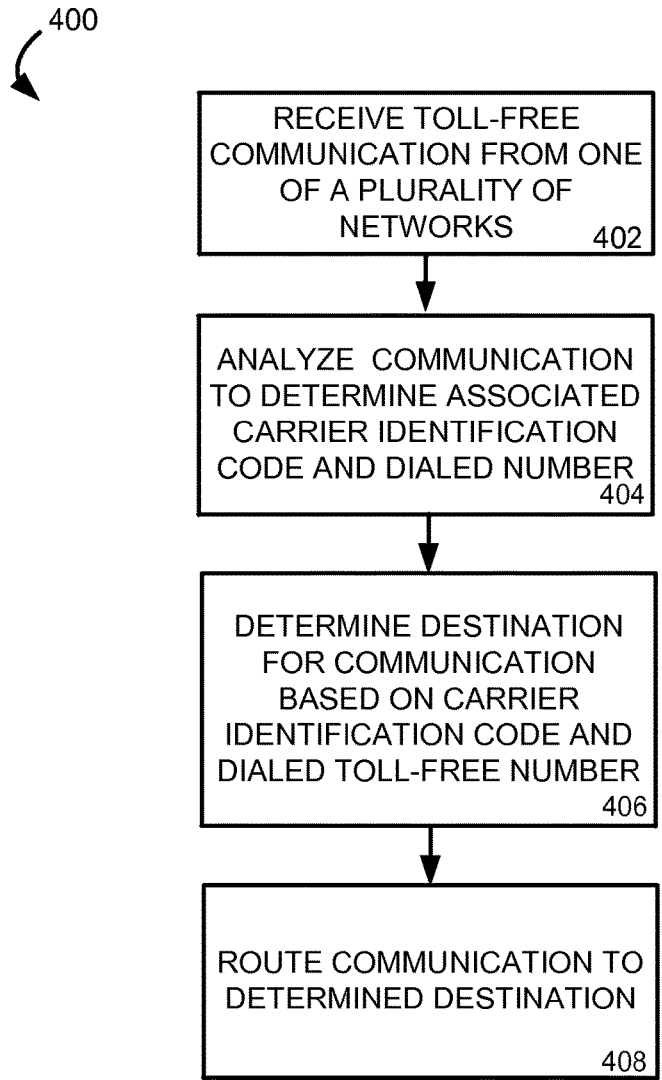 400
RECEIVE TOLL-FREE
COMMUNICATION FROM ONE
OF A PLURALITY OF
NETWORKS
402
ANALYZE COMMUNICATION
TO DETERMINE ASSOCIATED
CARRIER IDENTIFICATION
CODE AND DIALED NUMBER
404
DETERMINE DESTINATION
FOR COMMUNICATION
BASED ON CARRIER
IDENTIFICATION CODE AND
DIALED TOLL-FREE NUMBER
406
ROUTE COMMUNICATION TO
DETERMINED DESTINATION
408